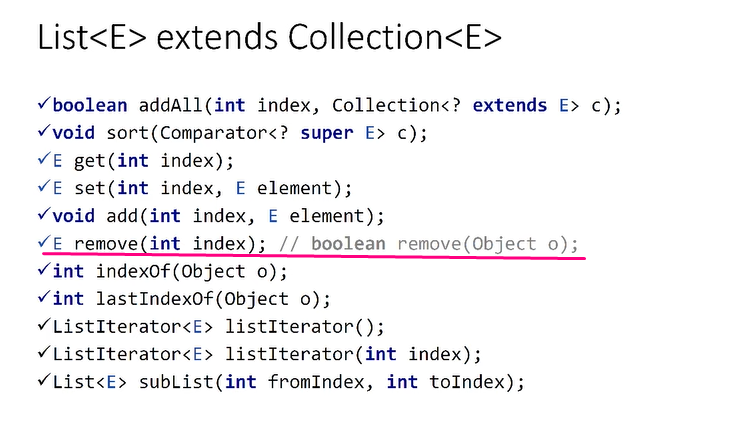 List<E> extends Collection<E>
✓boolean addAll(int index, Collection<? extends E> c);
✓void sort(Comparator<? super E> c);
✓E get(int index);
✓E set(int index, E element);
✓void add(int index, E element);
✓E remove(int index); // boolean remove(Object o);
✓int indexOf(Object o);
✓int lastIndexOf(Object o);
✓ListIterator<E> listIterator();
✓ListIterator<E> listIterator(int index);
✓List<E> subList(int fromIndex, int toIndex);